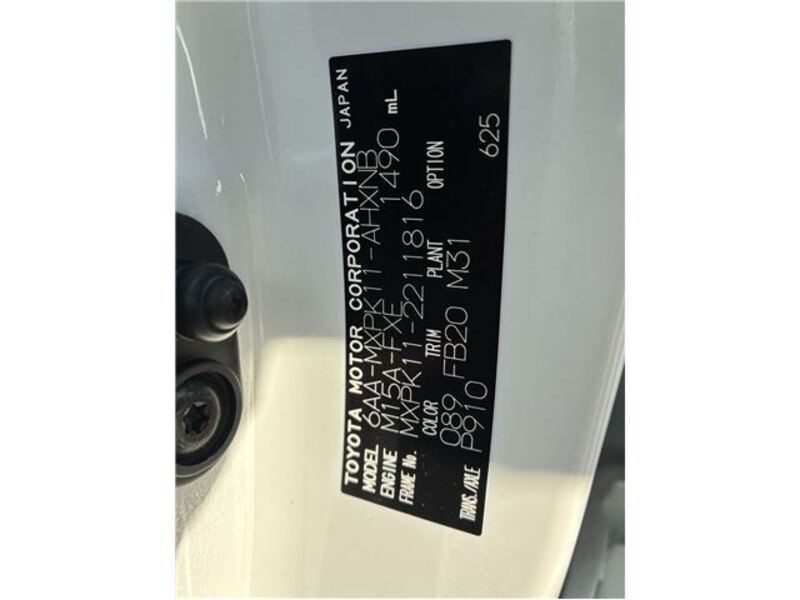 TOYOTA MOTOR CORPORATION JAPAN
MODEL 6AA-MXPK11-AHXNB
ENGINE M15A-FXE 1490 mL
FRAME No. MXPK11-2211816
COLOR TRIM PLANT OPTION
089 FB20 M31
TRANS./AXLE P910 625